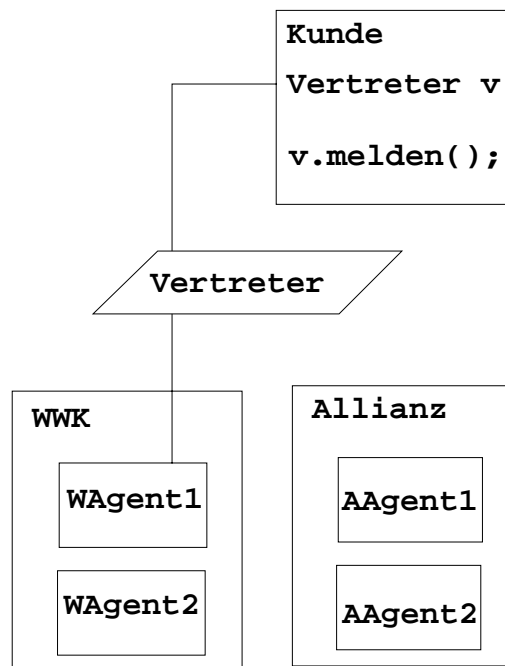 Kunde
Vertreter v
v.melden();
Vertreter
WWK
WAgent1
WAgent2
Allianz
AAgent1
AAgent2